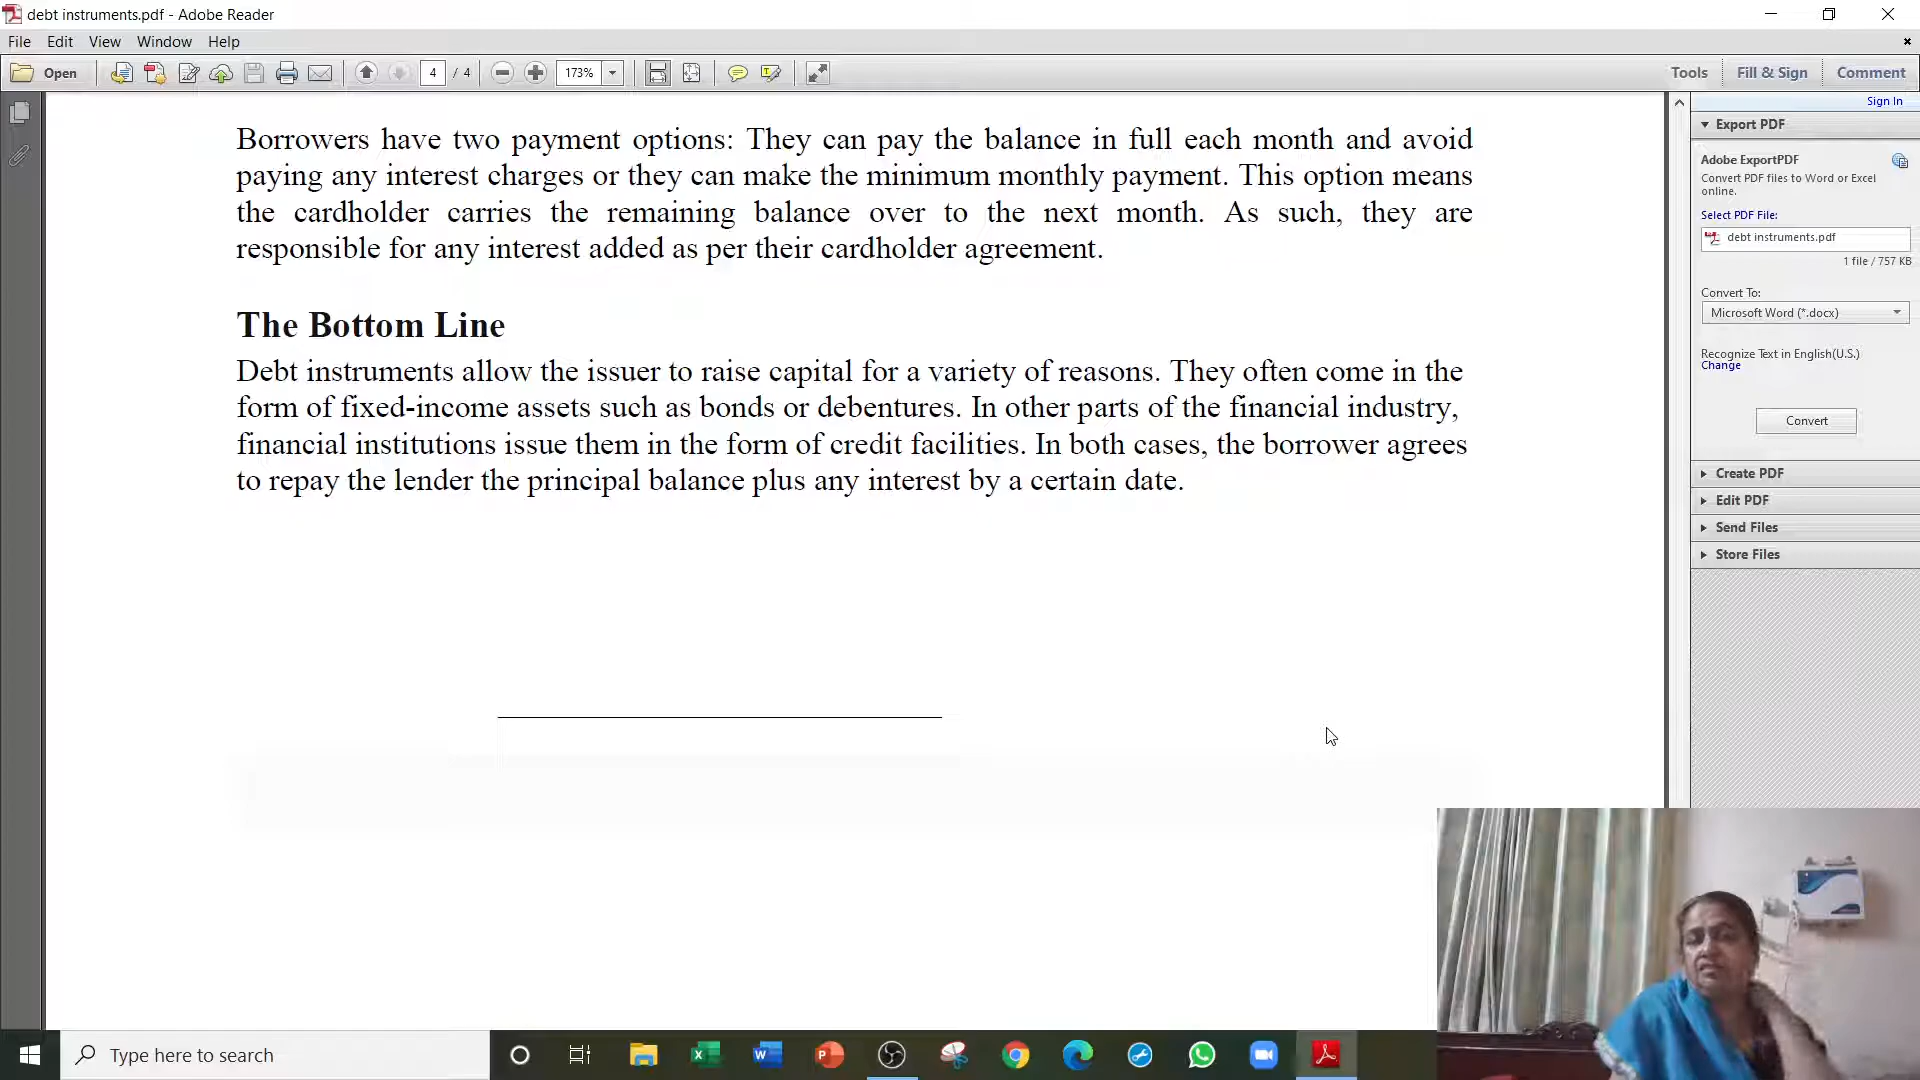 debt instruments.pdf - Adobe Reader
File Edit View Window Help
Open 4 / 4 173% Tools Fill & Sign Comment
Sign In
Borrowers have two payment options: They can pay the balance in full each month and avoid
paying any interest charges or they can make the minimum monthly payment. This option means
the cardholder carries the remaining balance over to the next month. As such, they are
responsible for any interest added as per their cardholder agreement.
The Bottom Line
Debt instruments allow the issuer to raise capital for a variety of reasons. They often come in the
form of fixed-income assets such as bonds or debentures. In other parts of the financial industry,
financial institutions issue them in the form of credit facilities. In both cases, the borrower agrees
to repay the lender the principal balance plus any interest by a certain date.
Export PDF
Adobe ExportPDF
Convert PDF files to Word or Excel
online.
Select PDF File:
debt instruments.pdf
1 file / 757 KB
Convert To:
Microsoft Word (*.docx)
Recognize Text in English(U.S.)
Change
Convert
Create PDF
Edit PDF
Send Files
Store Files
Type here to search